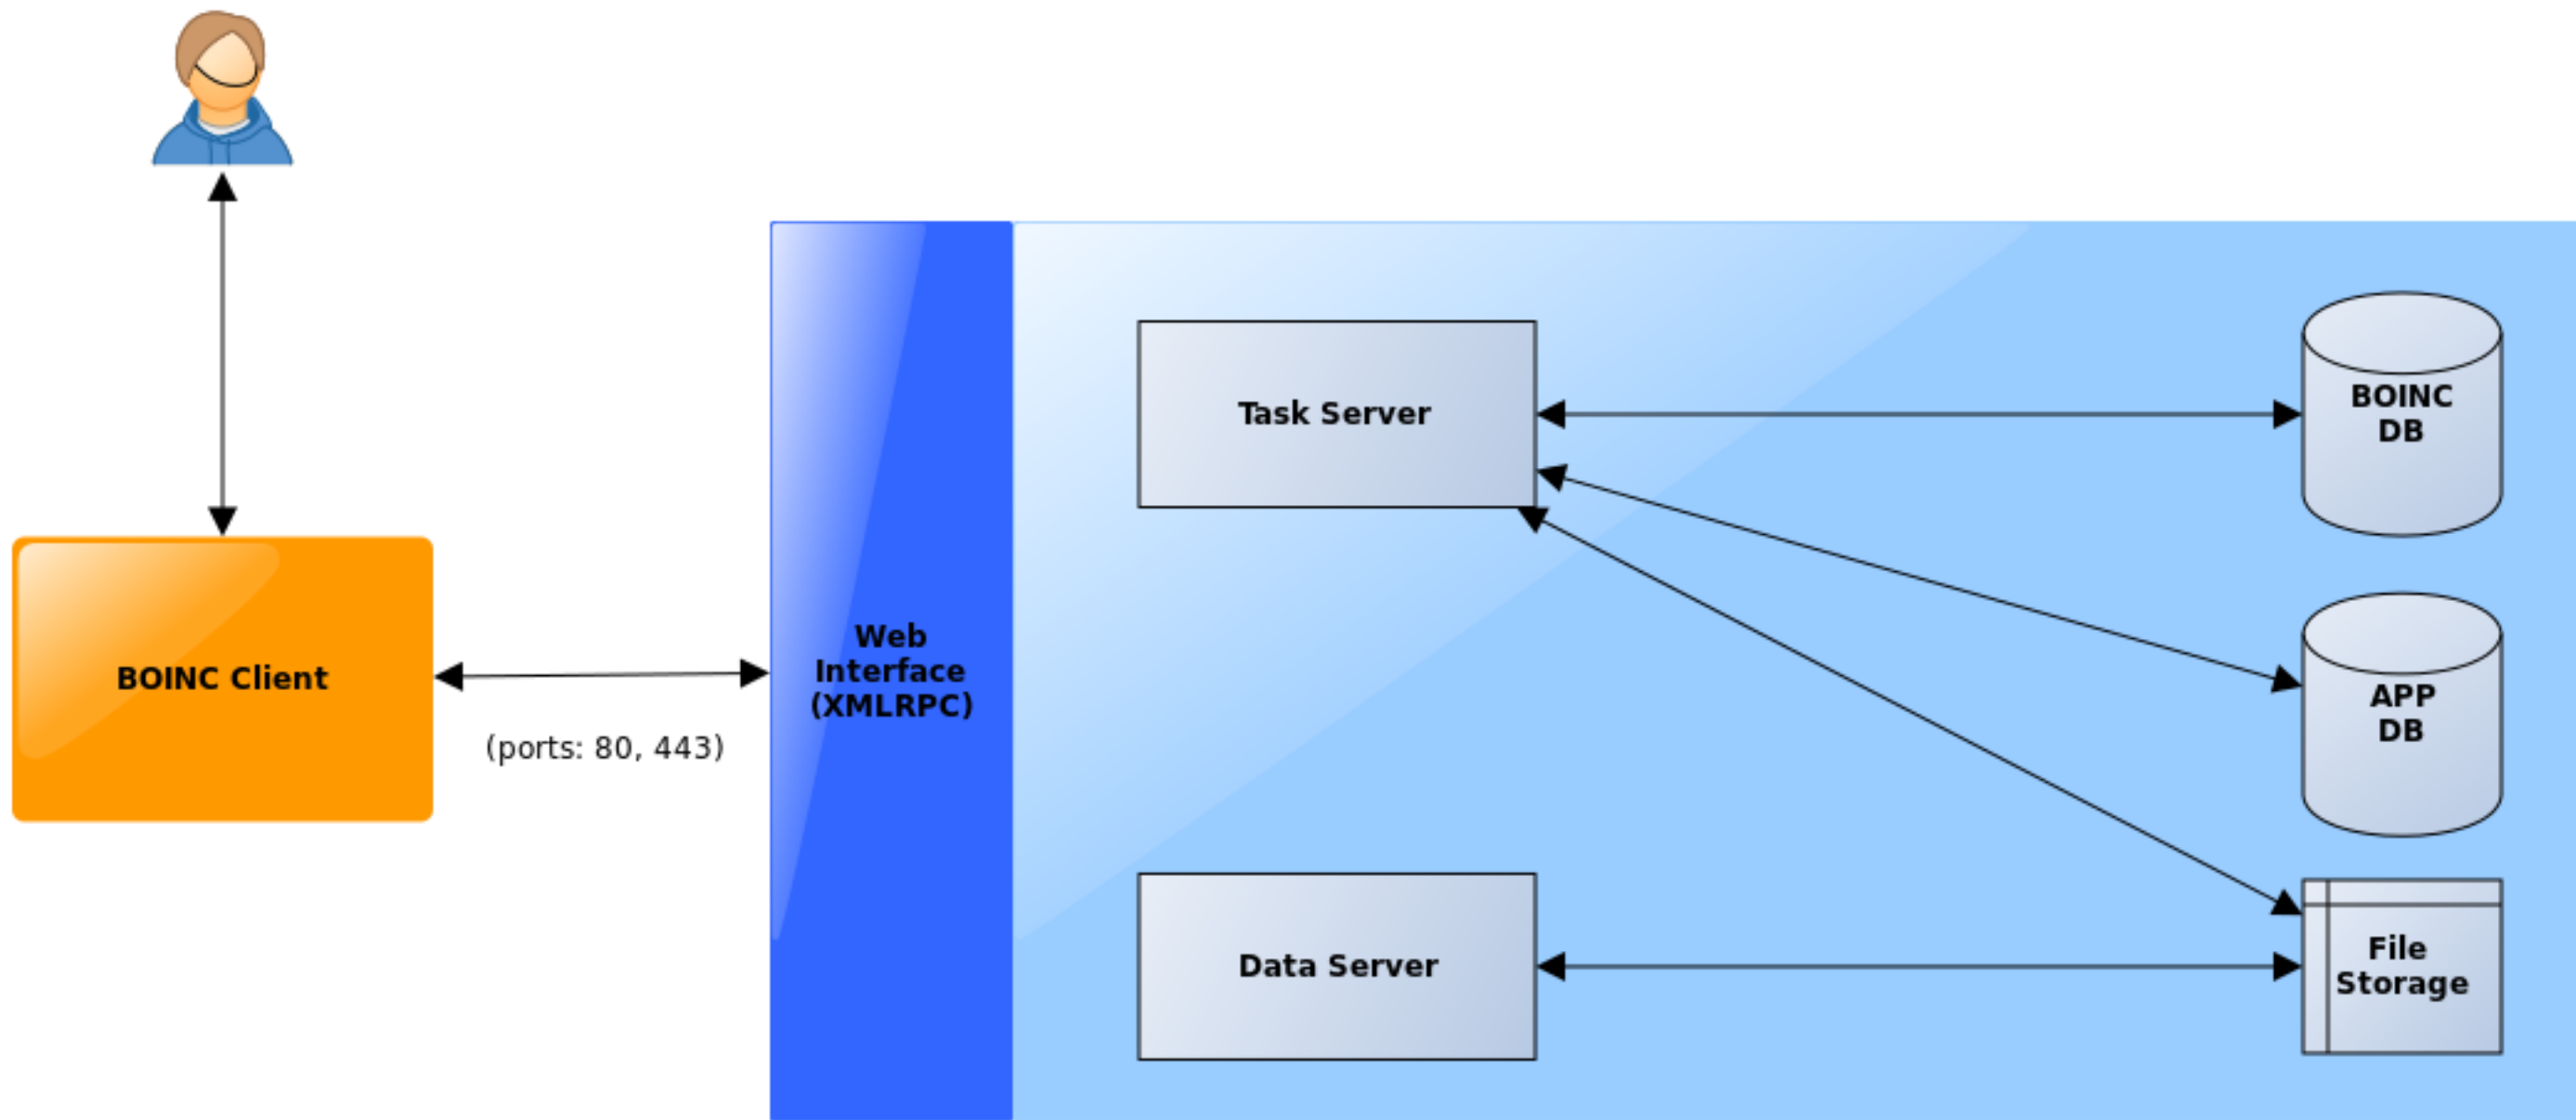 BOINC Client
(ports: 80, 443)
Web
Interface
(XMLRPC)
Task Server
Data Server
BOINC
DB
APP
DB
File
Storage